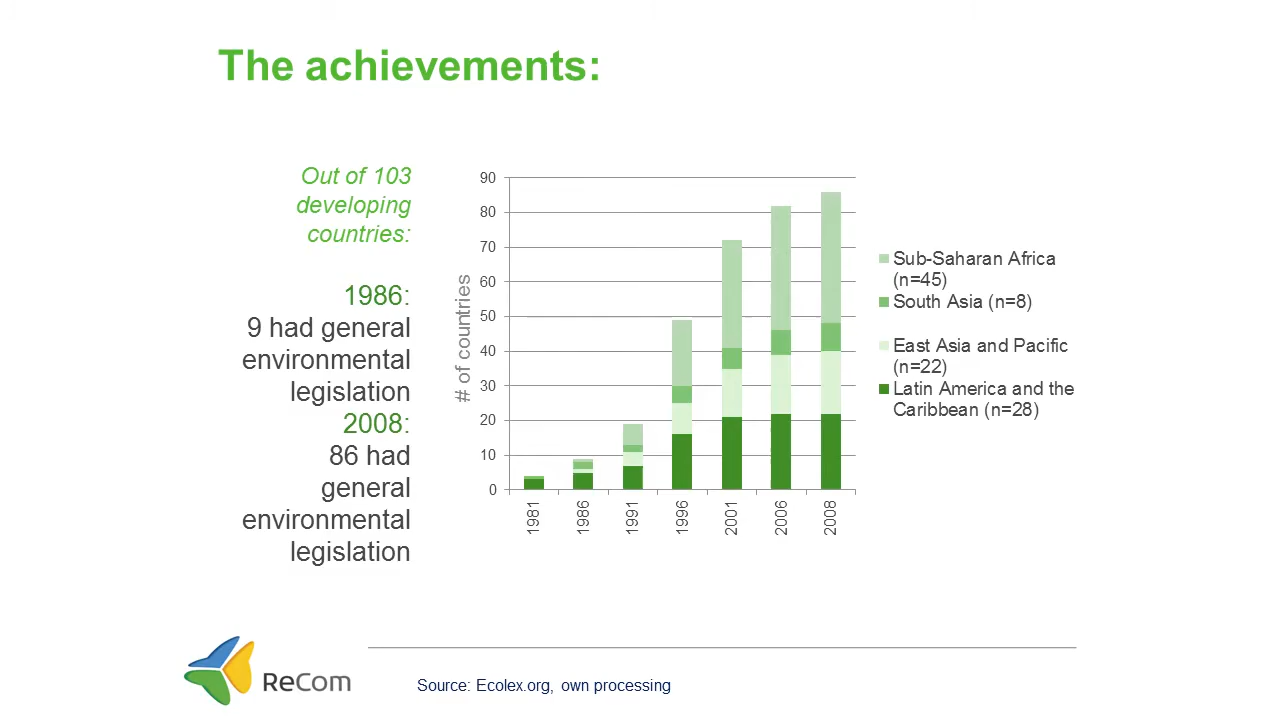 The achievements:
Out of 103
developing
countries:
1986:
9 had general
environmental
legislation
2008:
86 had
general
environmental
legislation
# of countries
90
80
70
60
50
40
30
20
10
0
1981
1986
1991
1996
2001
2006
2008
Sub-Saharan Africa
(n=45)
South Asia (n=8)
East Asia and Pacific
(n=22)
Latin America and the
Caribbean (n=28)
ReCom
Source: Ecolex.org, own processing